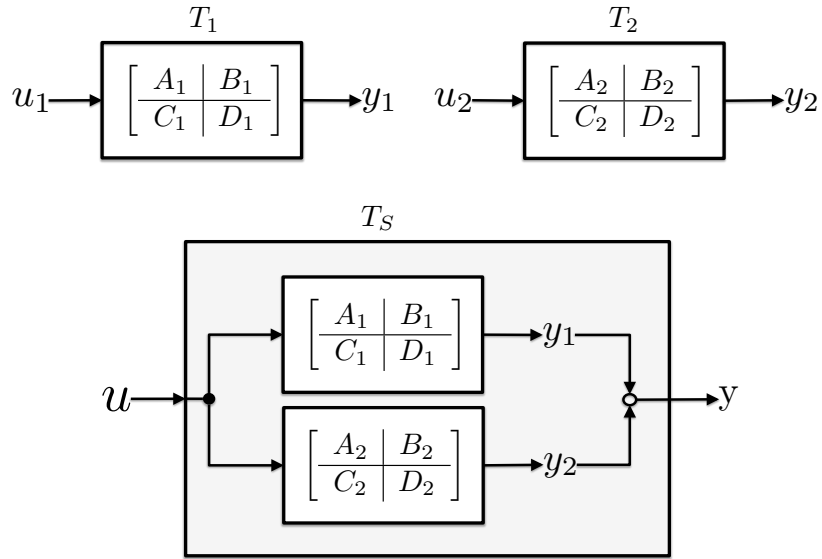 T₁ T₂
u₁ [ A₁ | B₁ ] y₁ u₂ [ A₂ | B₂ ] y₂
[ C₁ | D₁ ] [ C₂ | D₂ ]
T_S
[ A₁ | B₁ ] y₁
[ C₁ | D₁ ]
u y
[ A₂ | B₂ ] y₂
[ C₂ | D₂ ]